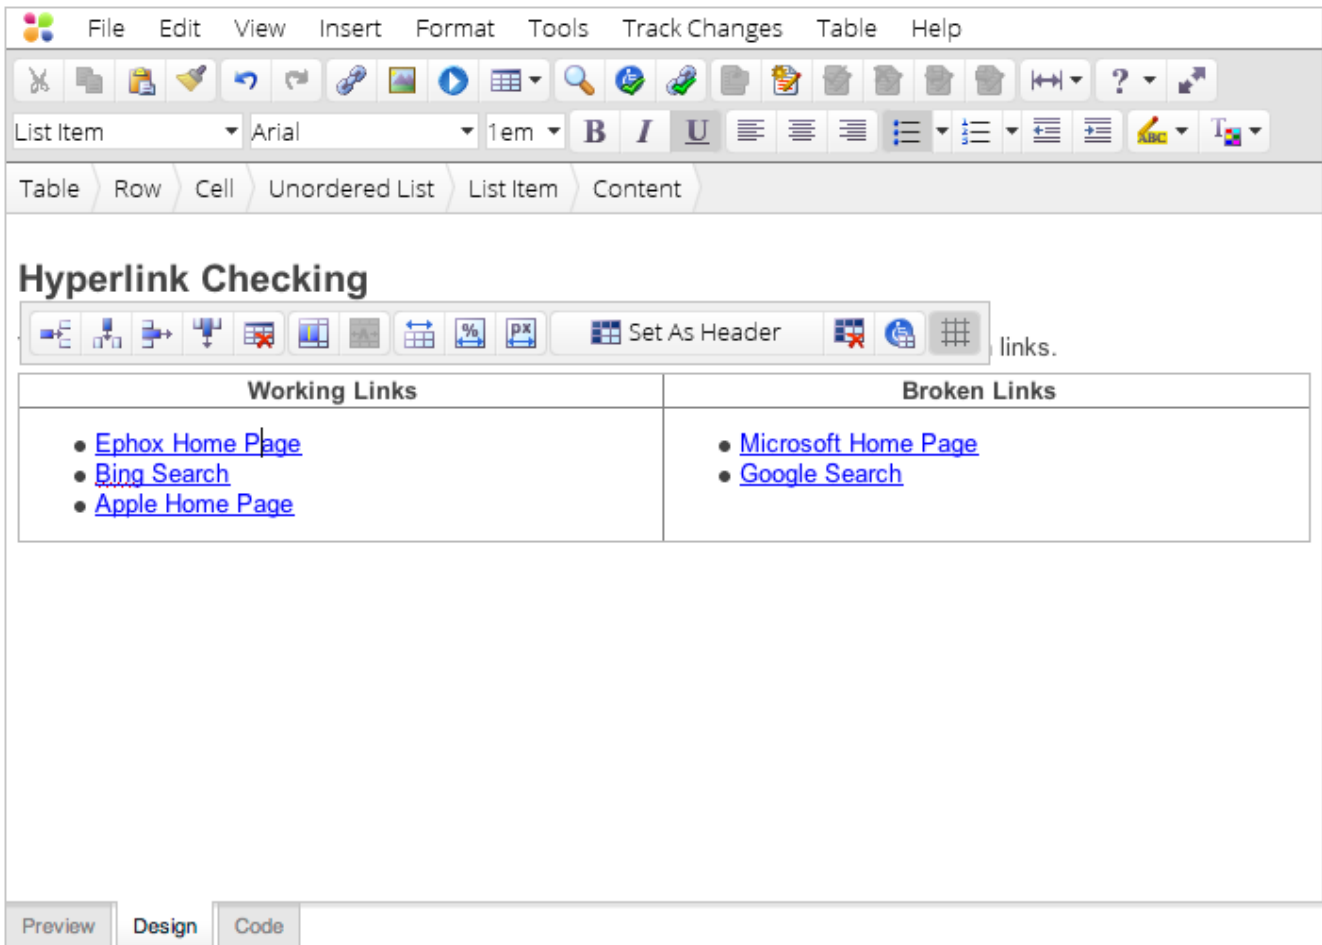 File Edit View Insert Format Tools Track Changes Table Help
List Item Arial 1em B I U ABC T
Table Row Cell Unordered List List Item Content
Hyperlink Checking
% px Set As Header
links.
Working Links Broken Links
Ephox Home Page Microsoft Home Page
Bing Search Google Search
Apple Home Page
Preview Design Code